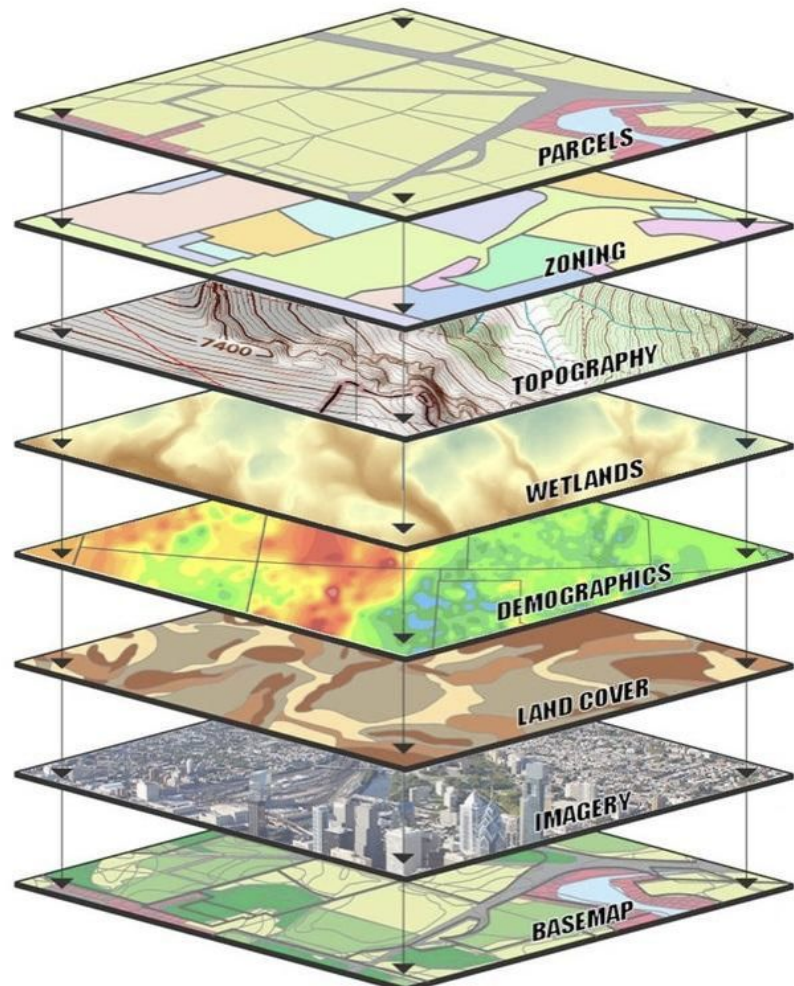 PARCELS
ZONING
7400
TOPOGRAPHY
WETLANDS
DEMOGRAPHICS
LAND COVER
IMAGERY
BASEMAP